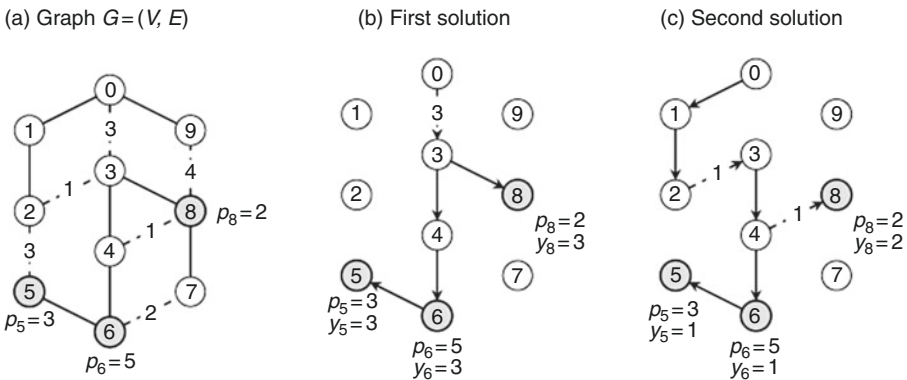 (a) Graph G=(V, E)
0
1
9
3
3
4
1
2
8
p₈=2
1
3
4
5
7
2
p₅=3
6
p₆=5
(b) First solution
0
1
3
9
3
2
8
p₈=2
y₈=3
4
5
7
p₅=3
y₅=3
6
p₆=5
y₆=3
(c) Second solution
0
1
9
3
1
2
8
p₈=2
y₈=2
1
4
5
7
p₅=3
y₅=1
6
p₆=5
y₆=1